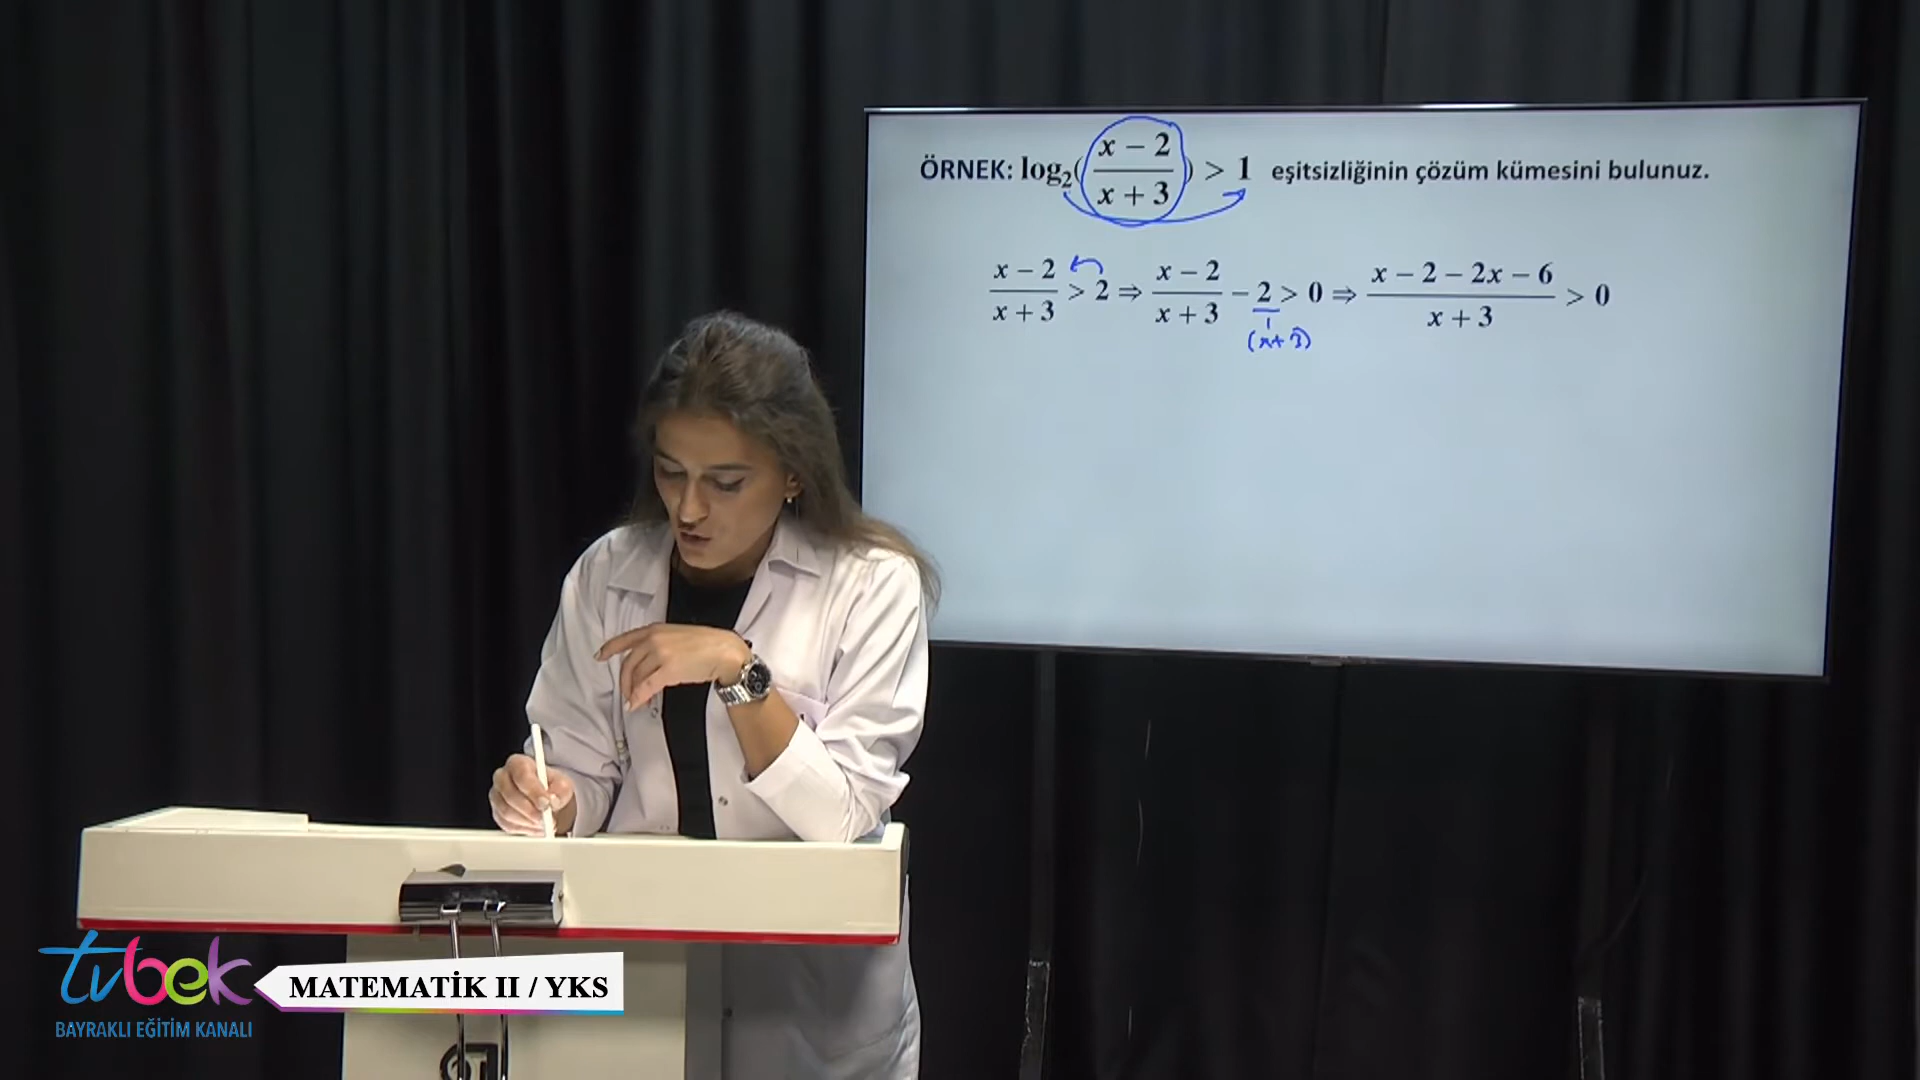 ÖRNEK: log₂((x − 2)/(x + 3)) > 1 eşitsizliğinin çözüm kümesini bulunuz.
(x − 2)/(x + 3) > 2 ⇒ (x − 2)/(x + 3) − 2 > 0 ⇒ (x − 2 − 2x − 6)/(x + 3) > 0
1
(x+3)
tvbek
BAYRAKLI EĞİTİM KANALI
MATEMATİK II / YKS